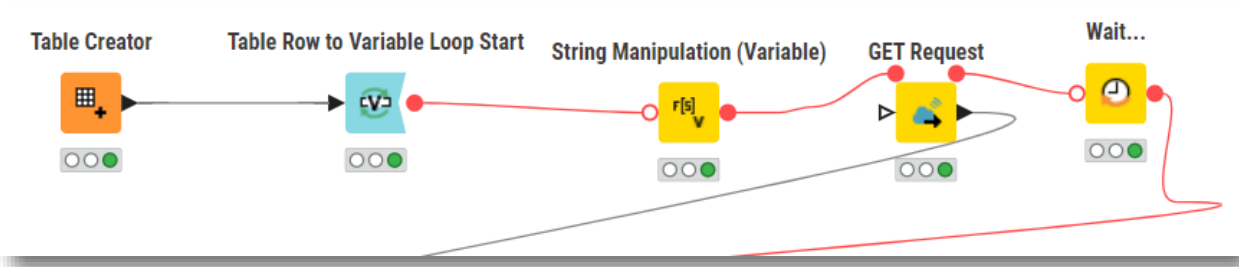 Table Creator
Table Row to Variable Loop Start
String Manipulation (Variable)
GET Request
Wait...
V
F[s]
V